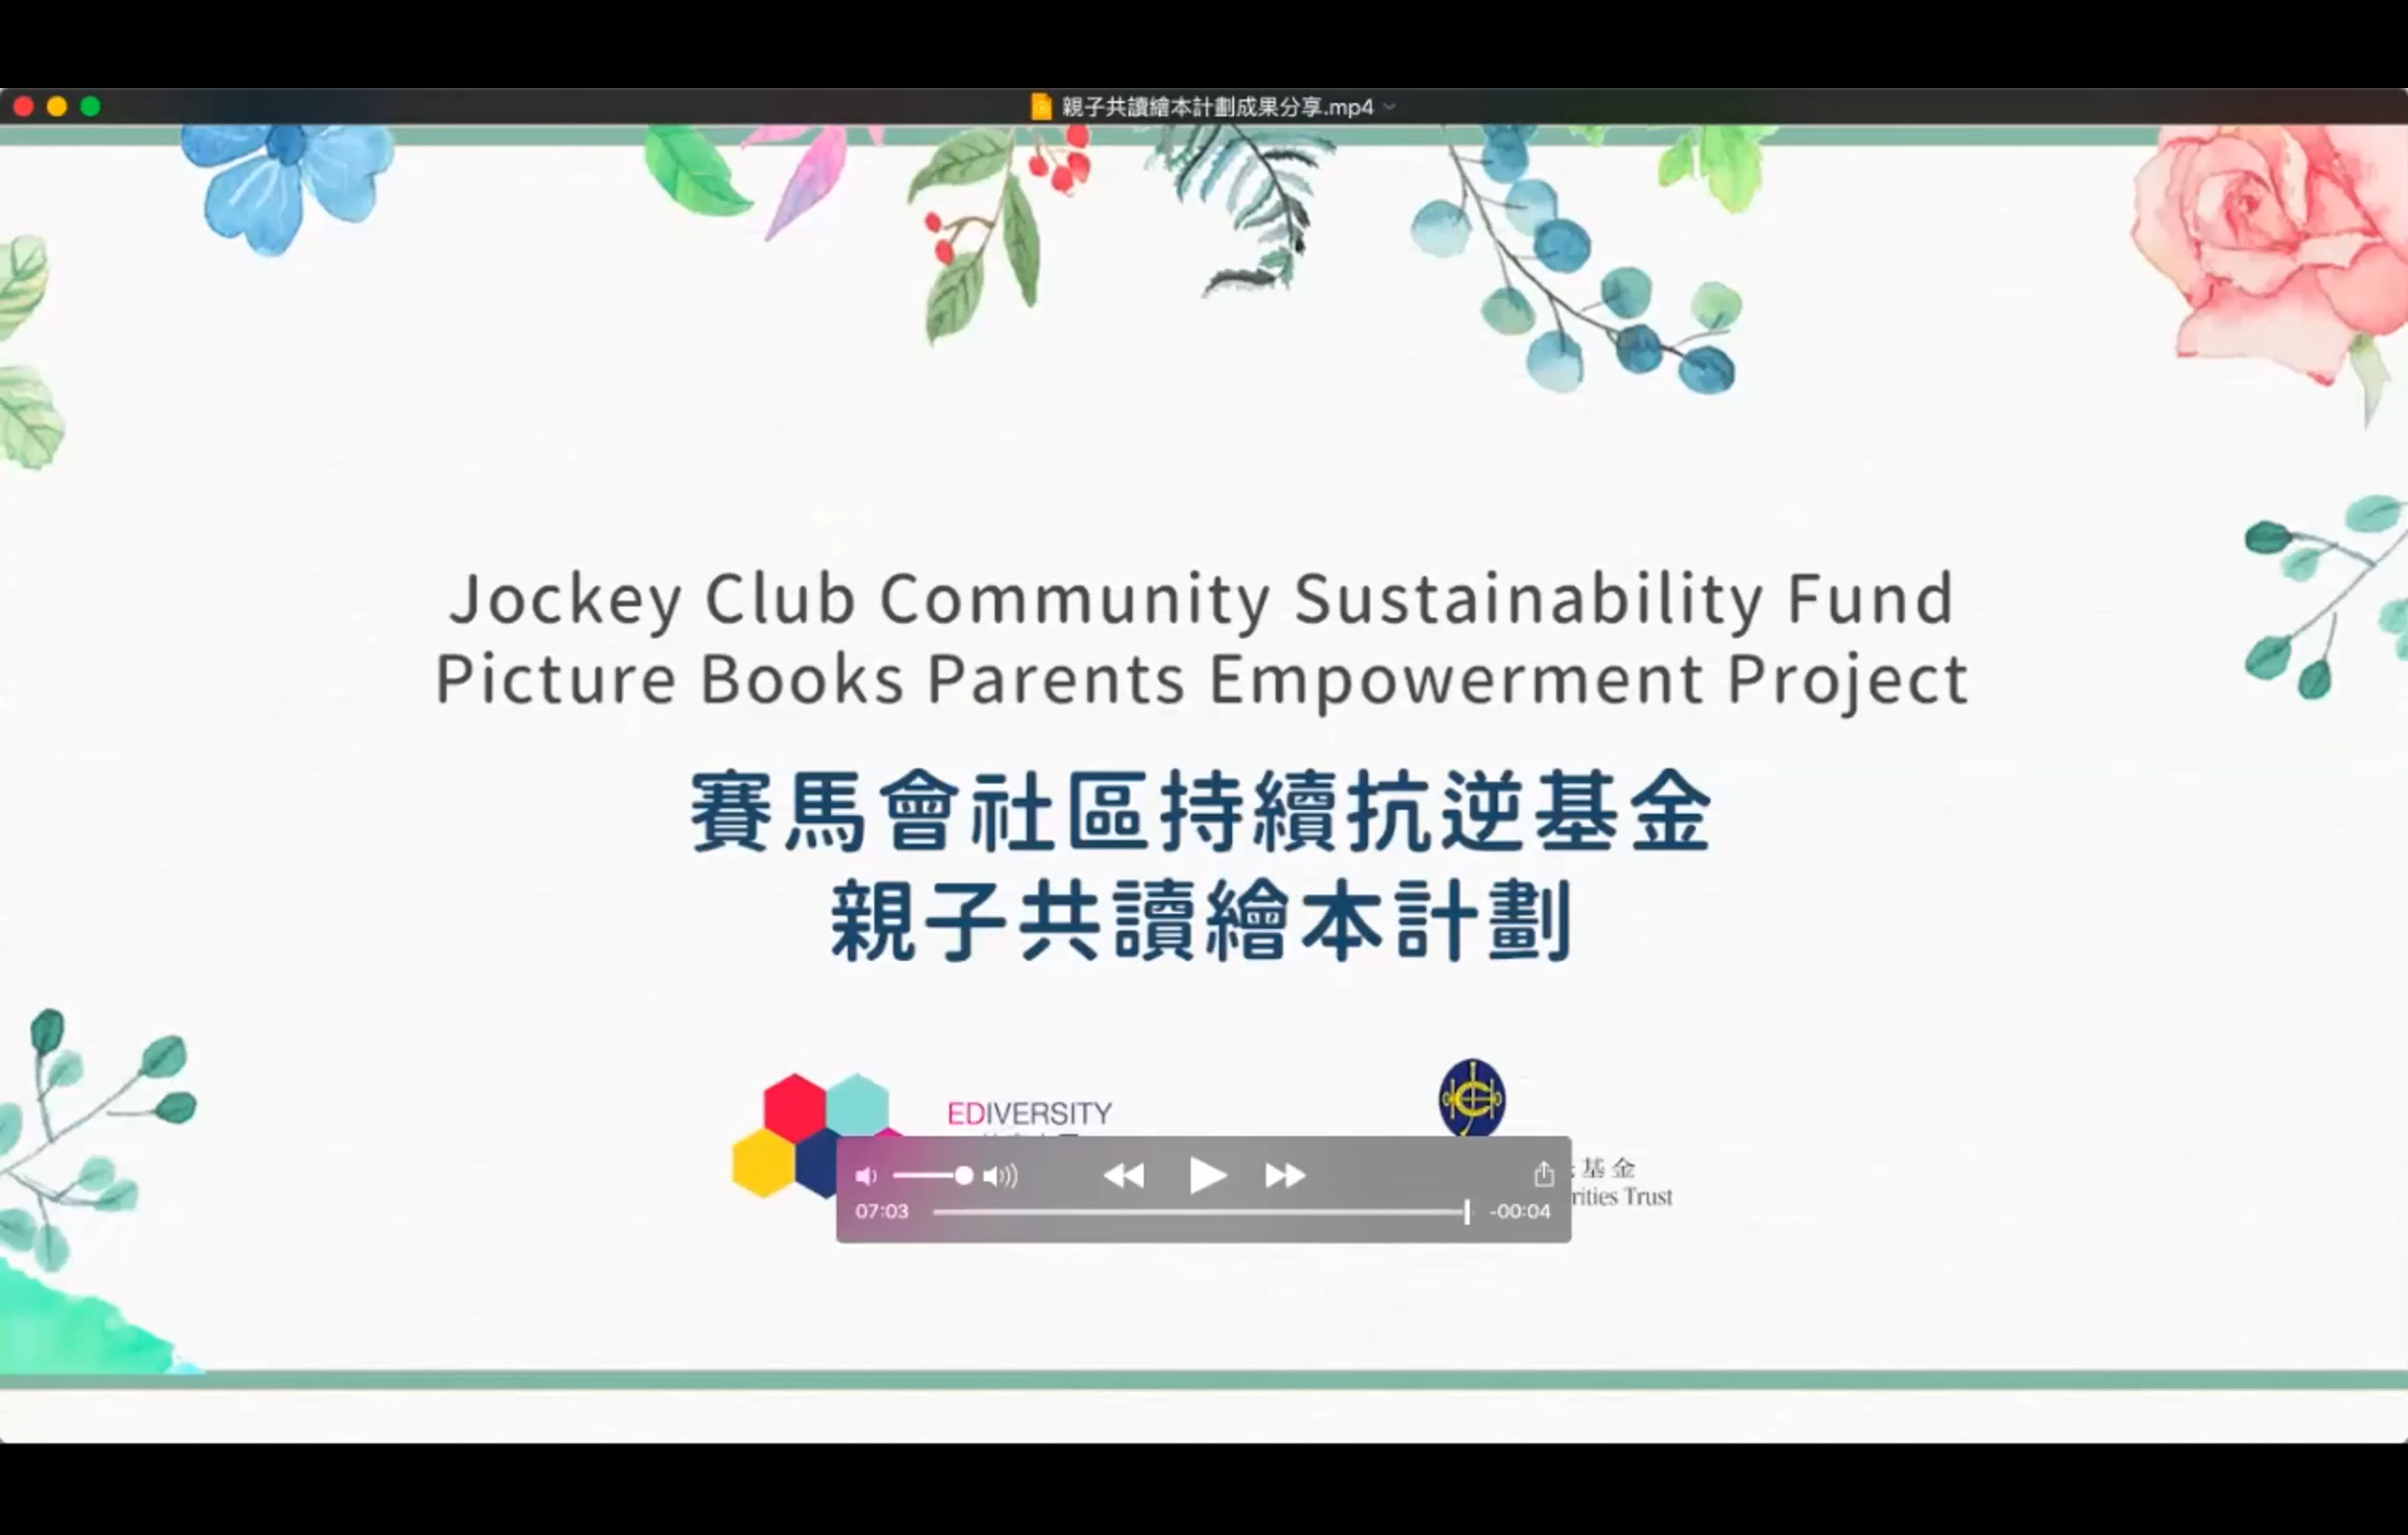 親子共讀繪本計劃成果分享.mp4
Jockey Club Community Sustainability Fund
Picture Books Parents Empowerment Project
賽馬會社區持續抗逆基金
親子共讀繪本計劃
EDIVERSITY
基金
Trust
07:03
-00:04